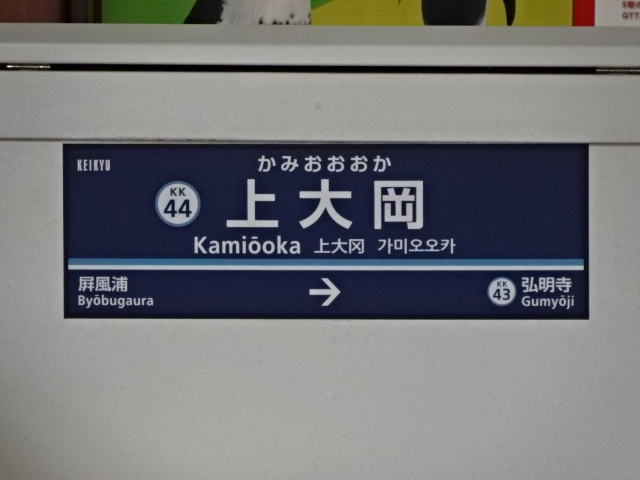 KEIKYU
かみおおおか
KK
44
上大岡
Kamiōoka 上大冈 가미오오카
屏風浦
Byōbugaura
→
KK
43
弘明寺
Gumyōji